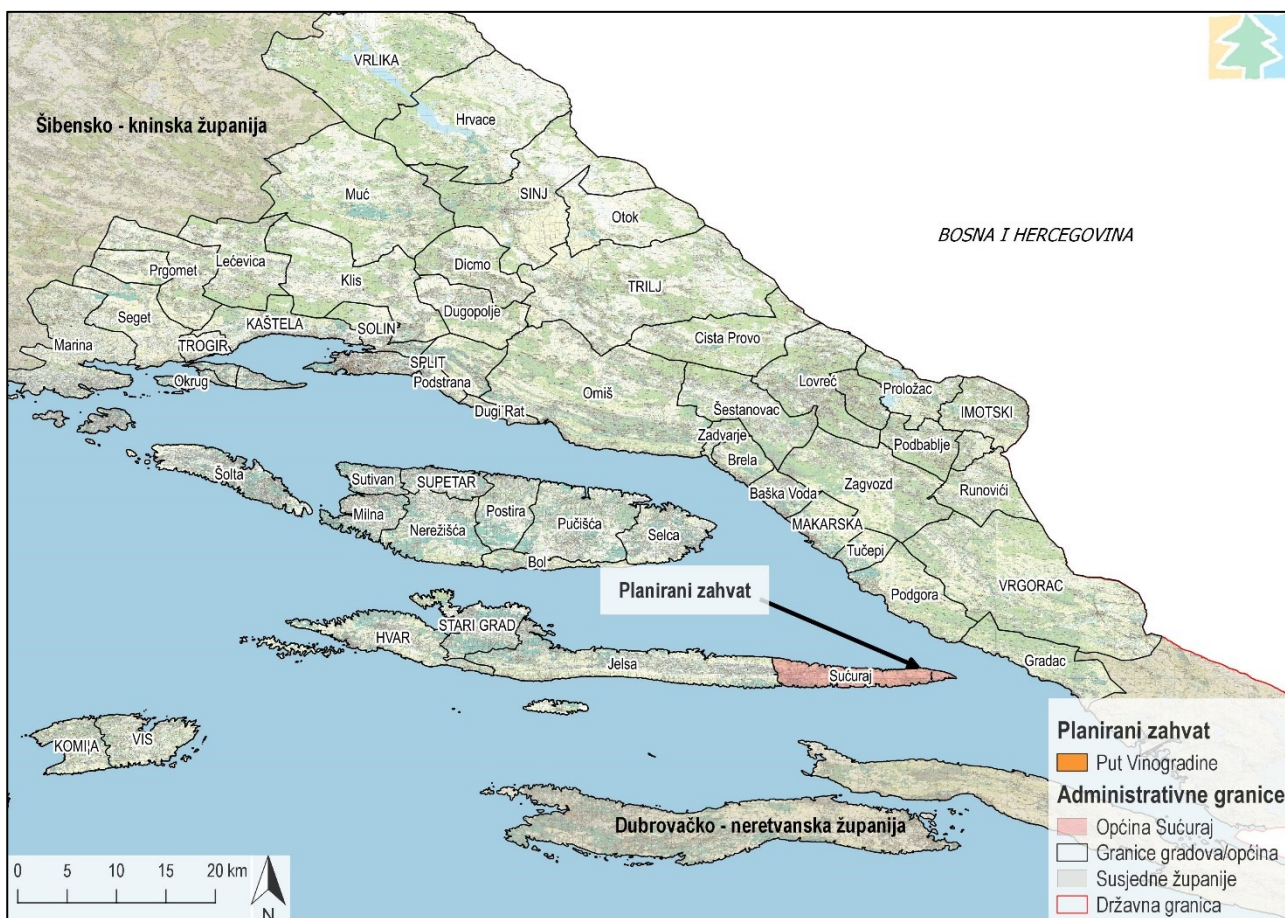 VRLIKA
Šibensko - kninska županija
Hrvace
Muć
SINJ
Otok
BOSNA I HERCEGOVINA
Prgomet
Lećevica
Klis
Dicmo
TRILJ
Seget
KAŠTELA
SOLIN
Dugopolje
Marina
TROGIR
Cista Provo
Okrug
SPLIT
Podstrana
Omiš
Lovreć
Proložac
Dugi Rat
Šestanovac
IMOTSKI
Zadvarje
Podbablje
Brela
Šolta
Sutivan
SUPETAR
Zagvozd
Runovići
Baška Voda
Milna
Nerežišća
Postira
Pučišća
Selca
MAKARSKA
Tučepi
Bol
Planirani zahvat
Podgora
VRGORAC
HVAR
STARI GRAD
Jelsa
Sućuraj
Gradac
KOMI¦A
VIS
Dubrovačko - neretvanska županija
Planirani zahvat
Put Vinogradine
Administrativne granice
Općina Sućuraj
Granice gradova/općina
Susjedne županije
Državna granica
0 5 10 15 20 km
N